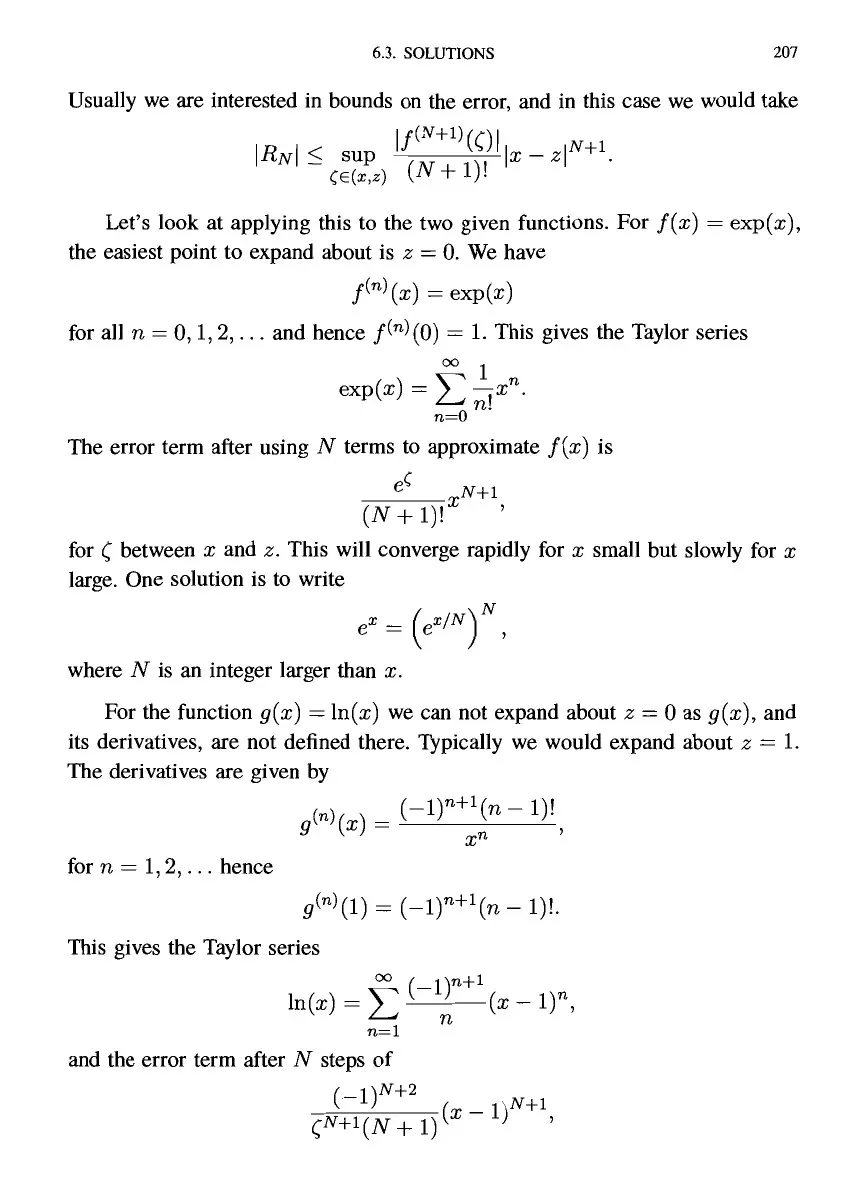 6.3. SOLUTIONS 207
Usually we are interested in bounds on the error, and in this case we would take
|R_N| ≤ sup_{ζ∈(x,z)} |f^{(N+1)}(ζ)| / (N + 1)! |x − z|^{N+1}.
Let's look at applying this to the two given functions. For f(x) = exp(x),
the easiest point to expand about is z = 0. We have
f^{(n)}(x) = exp(x)
for all n = 0, 1, 2, . . . and hence f^{(n)}(0) = 1. This gives the Taylor series
exp(x) = ∑_{n=0}^{∞} 1/n! x^n.
The error term after using N terms to approximate f(x) is
e^ζ / (N + 1)! x^{N+1},
for ζ between x and z. This will converge rapidly for x small but slowly for x
large. One solution is to write
e^x = (e^{x/N})^N,
where N is an integer larger than x.
For the function g(x) = ln(x) we can not expand about z = 0 as g(x), and
its derivatives, are not defined there. Typically we would expand about z = 1.
The derivatives are given by
g^{(n)}(x) = (−1)^{n+1}(n − 1)! / x^n,
for n = 1, 2, . . . hence
g^{(n)}(1) = (−1)^{n+1}(n − 1)!.
This gives the Taylor series
ln(x) = ∑_{n=1}^{∞} (−1)^{n+1} / n (x − 1)^n,
and the error term after N steps of
(−1)^{N+2} / ζ^{N+1}(N + 1) (x − 1)^{N+1},